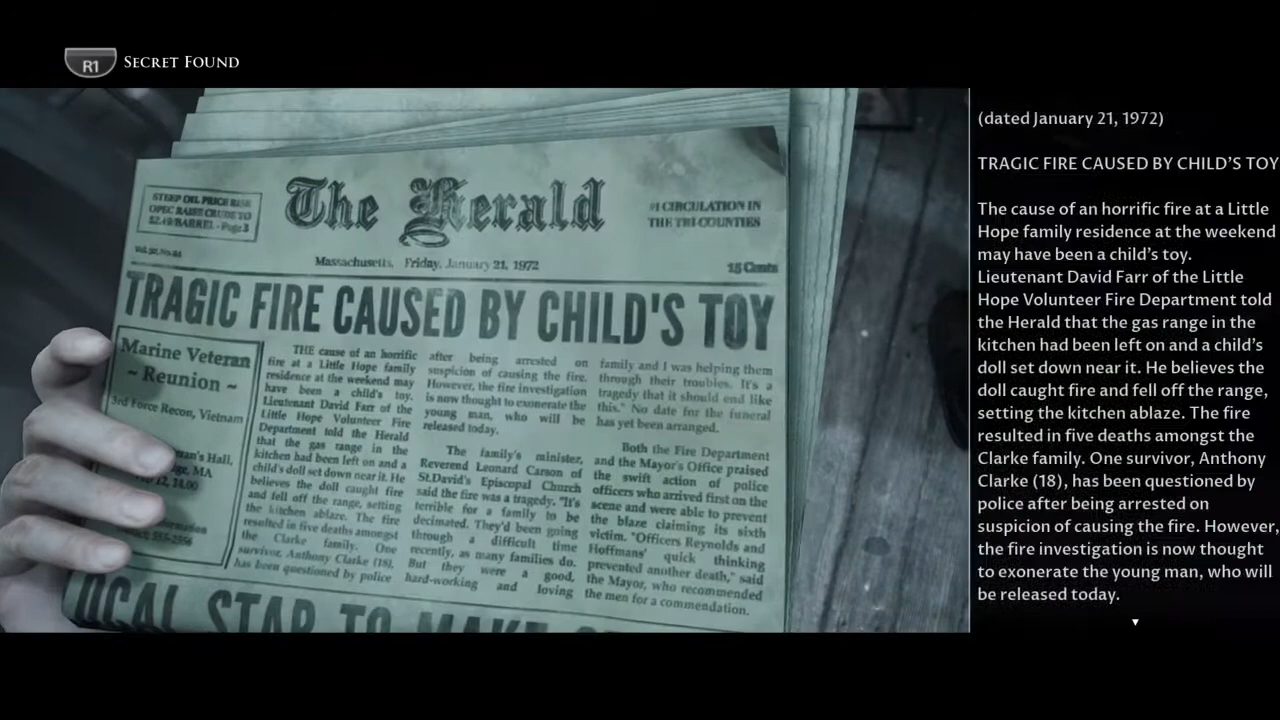 R1 SECRET FOUND
STEEP OIL PRICE RISE
OPEC RAISE CRUDE TO
$2.49/BARREL - Page 3
The Herald
#1 CIRCULATION IN
THE TRI-COUNTIES
Massachusetts, Friday, January 21, 1972
15 Cents
TRAGIC FIRE CAUSED BY CHILD'S TOY
Marine Veteran
~ Reunion ~
3rd Force Recon, Vietnam
Hall,
MA
12, 14.00
THE cause of an horrific
fire at a Little Hope family
residence at the weekend may
have been a child's toy.
Lieutenant David Farr of the
Little Hope Volunteer Fire
Department told the Herald
that the gas range in the
kitchen had been left on and a
child's doll set down near it. He
believes the doll caught fire
and fell off the range, setting
the kitchen ablaze. The fire
resulted in five deaths amongst
the Clarke family. One
survivor, Anthony Clarke (18),
has been questioned by police
after being arrested on
suspicion of causing the fire.
However, the fire investigation
is now thought to exonerate the
young man, who will be
released today.
The family's minister,
Reverend Leonard Carson of
St.David's Episcopal Church
said the fire was a tragedy. "It's
terrible for a family to be
decimated. They'd been going
through a difficult time
recently, as many families do.
But they were a good,
hard-working and loving
family and I was helping them
through their troubles. It's a
tragedy that it should end like
this." No date for the funeral
has yet been arranged.
Both the Fire Department
and the Mayor's Office praised
the swift action of police
officers who arrived first on the
scene and were able to prevent
the blaze claiming its sixth
victim. "Officers Reynolds and
Hoffmans' quick thinking
prevented another death," said
the Mayor, who recommended
the men for a commendation.
OCAL STAR TO MAKE
(dated January 21, 1972)
TRAGIC FIRE CAUSED BY CHILD'S TOY
The cause of an horrific fire at a Little
Hope family residence at the weekend
may have been a child's toy.
Lieutenant David Farr of the Little
Hope Volunteer Fire Department told
the Herald that the gas range in the
kitchen had been left on and a child's
doll set down near it. He believes the
doll caught fire and fell off the range,
setting the kitchen ablaze. The fire
resulted in five deaths amongst the
Clarke family. One survivor, Anthony
Clarke (18), has been questioned by
police after being arrested on
suspicion of causing the fire. However,
the fire investigation is now thought
to exonerate the young man, who will
be released today.